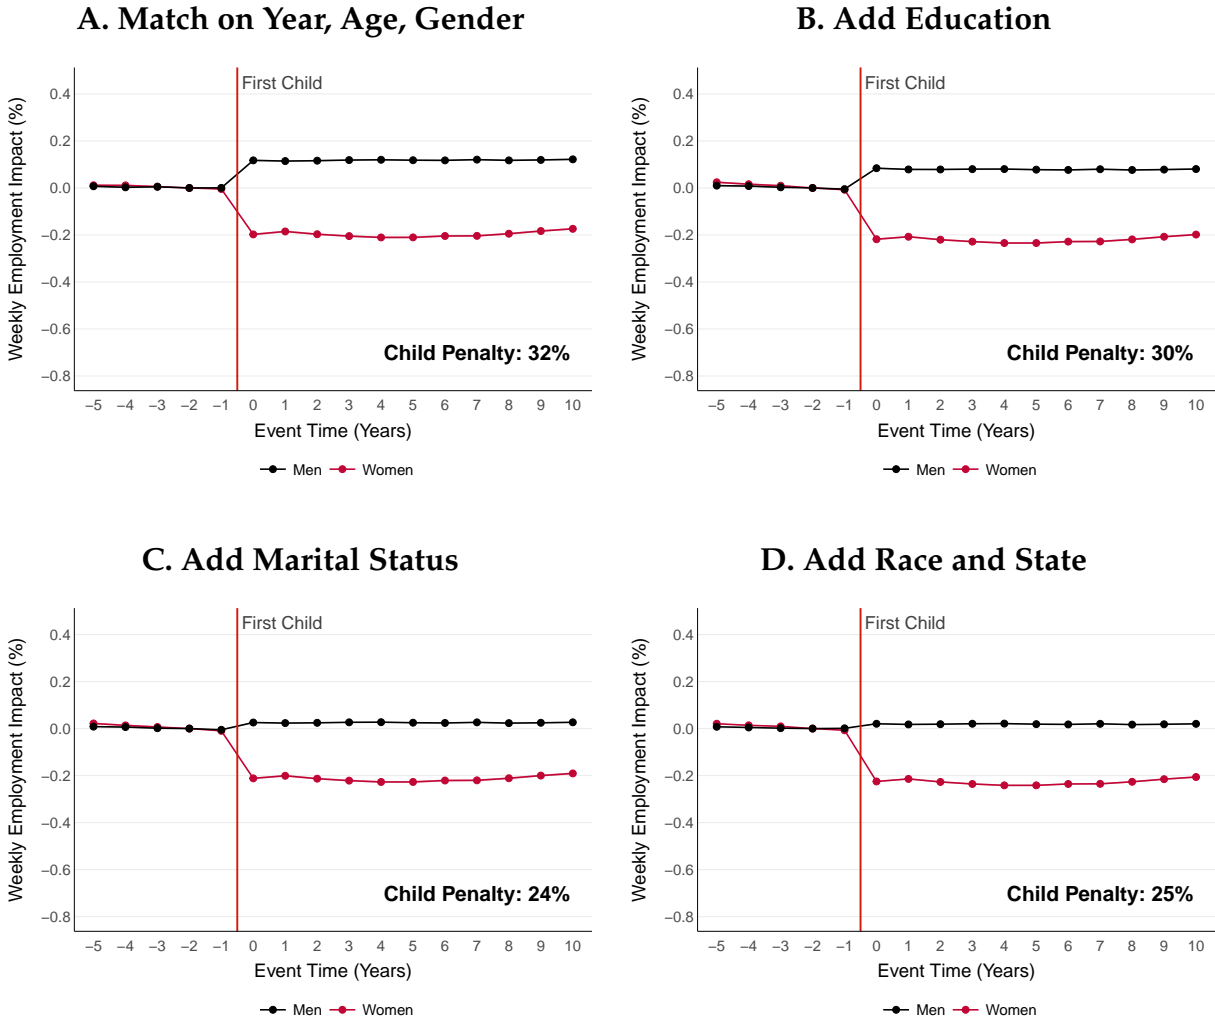 A. Match on Year, Age, Gender
Weekly Employment Impact (%)
0.4
0.2
0.0
−0.2
−0.4
−0.6
−0.8
First Child
Child Penalty: 32%
−5 −4 −3 −2 −1 0 1 2 3 4 5 6 7 8 9 10
Event Time (Years)
Men Women
B. Add Education
Weekly Employment Impact (%)
0.4
0.2
0.0
−0.2
−0.4
−0.6
−0.8
First Child
Child Penalty: 30%
−5 −4 −3 −2 −1 0 1 2 3 4 5 6 7 8 9 10
Event Time (Years)
Men Women
C. Add Marital Status
Weekly Employment Impact (%)
0.4
0.2
0.0
−0.2
−0.4
−0.6
−0.8
First Child
Child Penalty: 24%
−5 −4 −3 −2 −1 0 1 2 3 4 5 6 7 8 9 10
Event Time (Years)
Men Women
D. Add Race and State
Weekly Employment Impact (%)
0.4
0.2
0.0
−0.2
−0.4
−0.6
−0.8
First Child
Child Penalty: 25%
−5 −4 −3 −2 −1 0 1 2 3 4 5 6 7 8 9 10
Event Time (Years)
Men Women